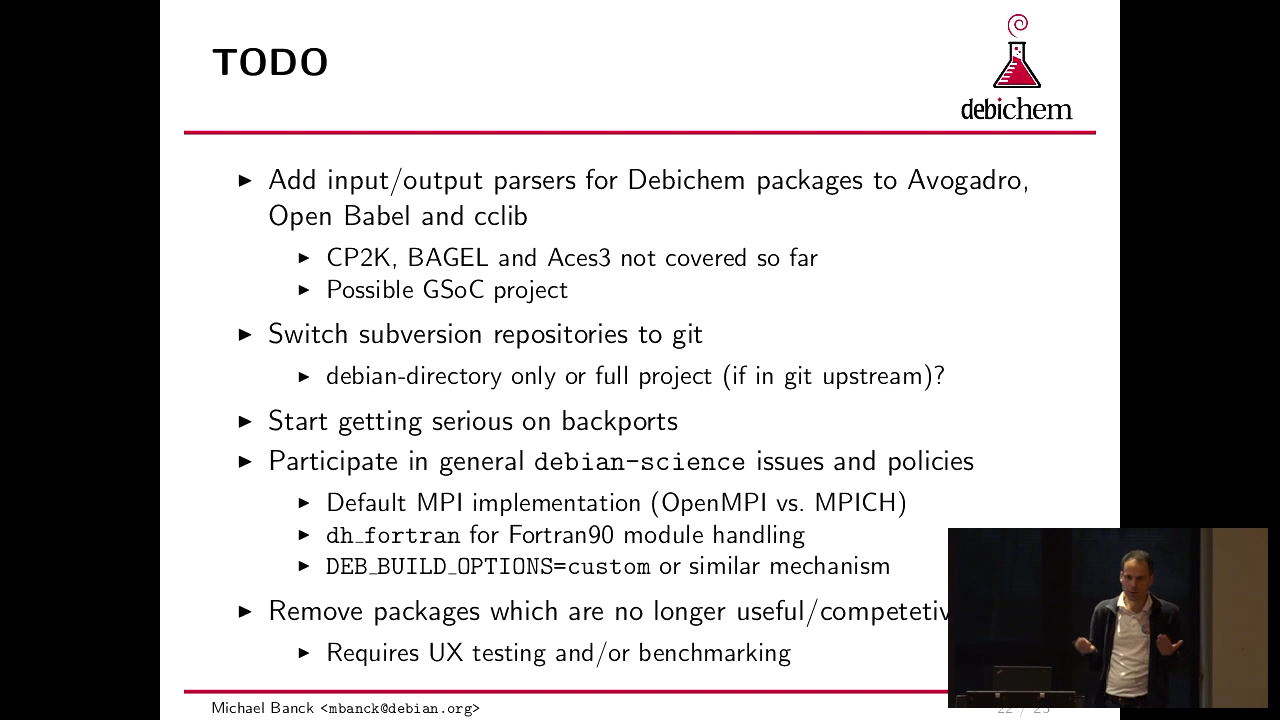 TODO
debichem
Add input/output parsers for Debichem packages to Avogadro,
Open Babel and cclib
CP2K, BAGEL and Aces3 not covered so far
Possible GSoC project
Switch subversion repositories to git
debian-directory only or full project (if in git upstream)?
Start getting serious on backports
Participate in general debian-science issues and policies
Default MPI implementation (OpenMPI vs. MPICH)
dh_fortran for Fortran90 module handling
DEB_BUILD_OPTIONS=custom or similar mechanism
Remove packages which are no longer useful/competetiv
Requires UX testing and/or benchmarking
Michael Banck <mbanck@debian.org>